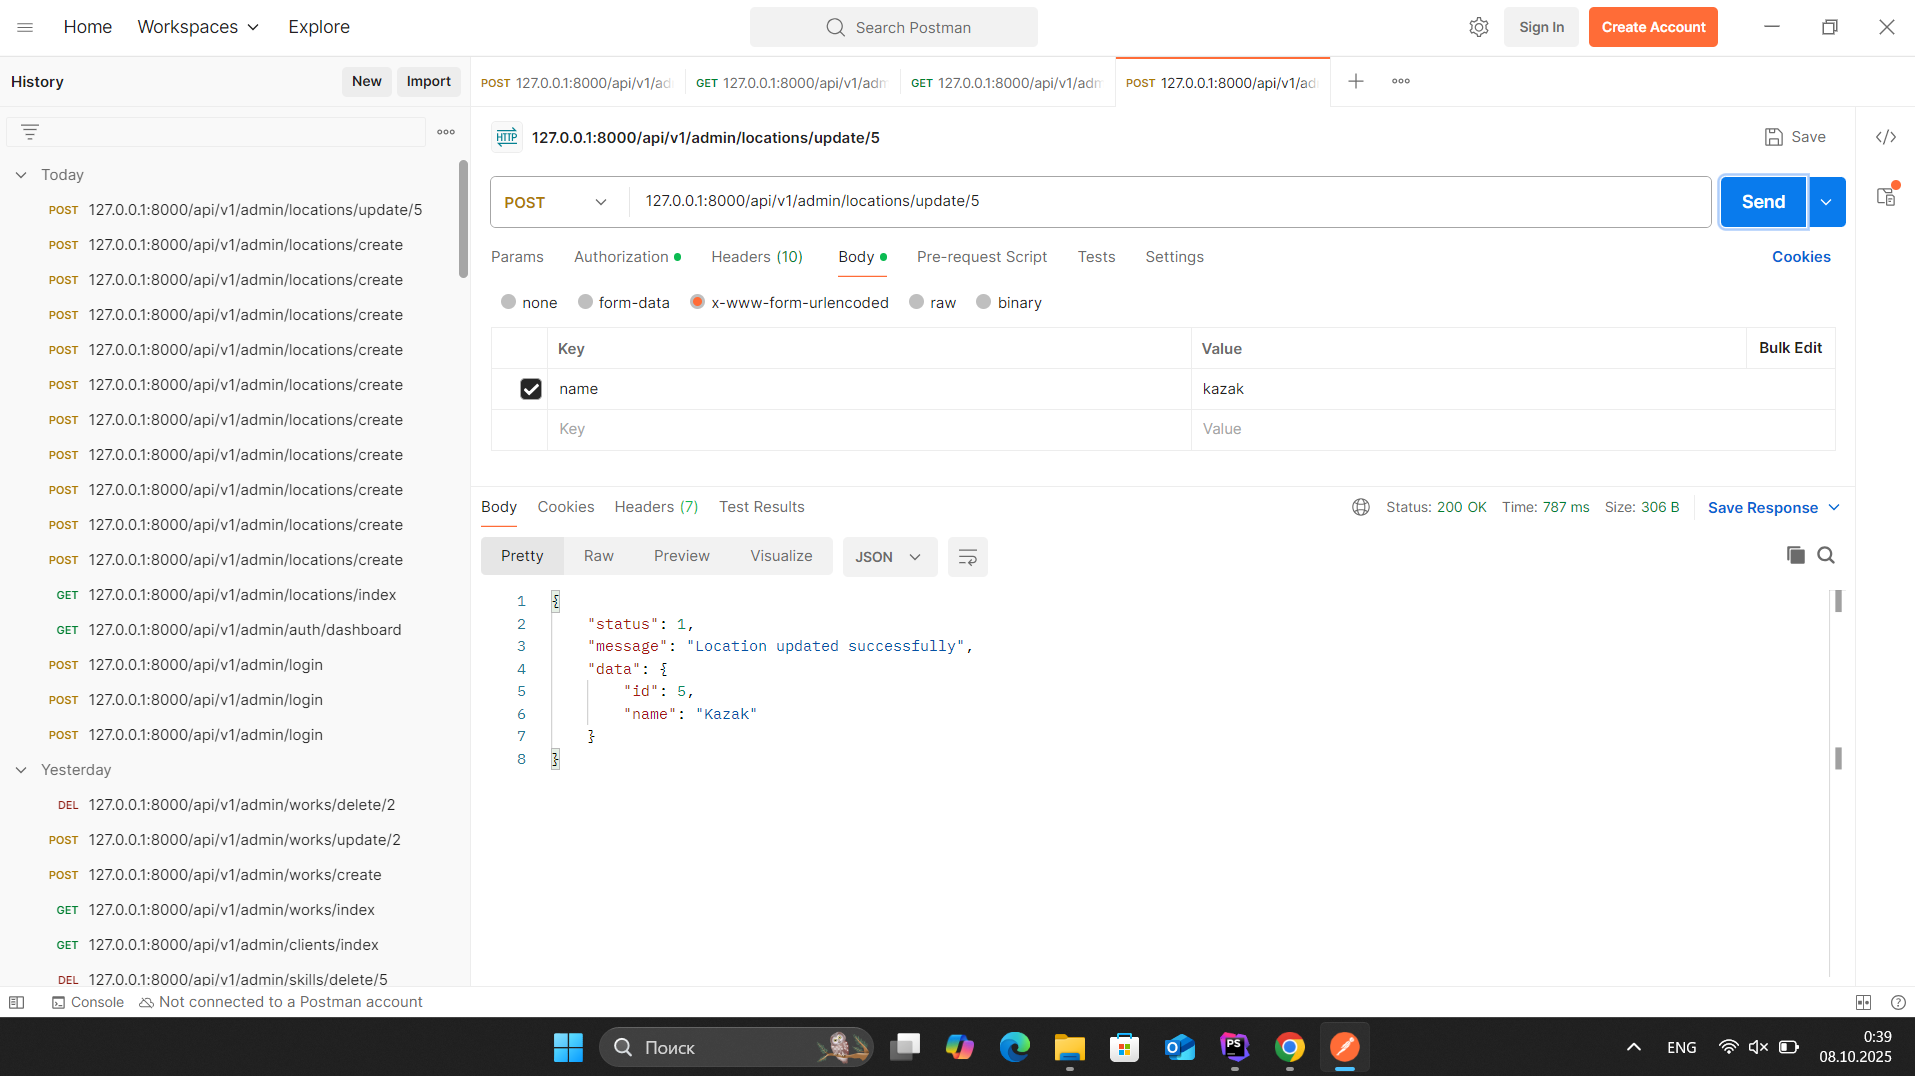 Home Workspaces Explore Search Postman Sign In Create Account
History New Import POST 127.0.0.1:8000/api/v1/ad GET 127.0.0.1:8000/api/v1/adm GET 127.0.0.1:8000/api/v1/adm POST 127.0.0.1:8000/api/v1/ad
HTTP 127.0.0.1:8000/api/v1/admin/locations/update/5 Save
Today
POST 127.0.0.1:8000/api/v1/admin/locations/update/5
POST 127.0.0.1:8000/api/v1/admin/locations/create
POST 127.0.0.1:8000/api/v1/admin/locations/create
POST 127.0.0.1:8000/api/v1/admin/locations/create
POST 127.0.0.1:8000/api/v1/admin/locations/create
POST 127.0.0.1:8000/api/v1/admin/locations/create
POST 127.0.0.1:8000/api/v1/admin/locations/create
POST 127.0.0.1:8000/api/v1/admin/locations/create
POST 127.0.0.1:8000/api/v1/admin/locations/create
POST 127.0.0.1:8000/api/v1/admin/locations/create
POST 127.0.0.1:8000/api/v1/admin/locations/create
GET 127.0.0.1:8000/api/v1/admin/locations/index
GET 127.0.0.1:8000/api/v1/admin/auth/dashboard
POST 127.0.0.1:8000/api/v1/admin/login
POST 127.0.0.1:8000/api/v1/admin/login
POST 127.0.0.1:8000/api/v1/admin/login
Yesterday
DEL 127.0.0.1:8000/api/v1/admin/works/delete/2
POST 127.0.0.1:8000/api/v1/admin/works/update/2
POST 127.0.0.1:8000/api/v1/admin/works/create
GET 127.0.0.1:8000/api/v1/admin/works/index
GET 127.0.0.1:8000/api/v1/admin/clients/index
DEL 127.0.0.1:8000/api/v1/admin/skills/delete/5
POST 127.0.0.1:8000/api/v1/admin/locations/update/5 Send
Params Authorization Headers (10) Body Pre-request Script Tests Settings Cookies
none form-data x-www-form-urlencoded raw binary
Key Value Bulk Edit
name kazak
Key Value
Body Cookies Headers (7) Test Results Status: 200 OK Time: 787 ms Size: 306 B Save Response
Pretty Raw Preview Visualize JSON
1 {
2 "status": 1,
3 "message": "Location updated successfully",
4 "data": {
5 "id": 5,
6 "name": "Kazak"
7 }
8 }
Console Not connected to a Postman account
Поиск PS ENG 0:39
08.10.2025